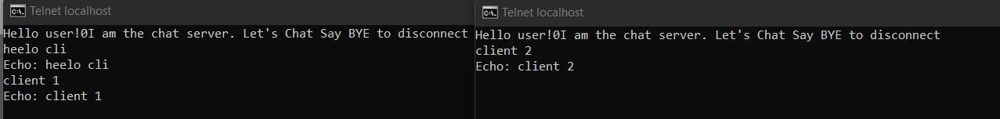 Telnet localhost
Hello user!0I am the chat server. Let's Chat Say BYE to disconnect
heelo cli
Echo: heelo cli
client 1
Echo: client 1
Telnet localhost
Hello user!0I am the chat server. Let's Chat Say BYE to disconnect
client 2
Echo: client 2